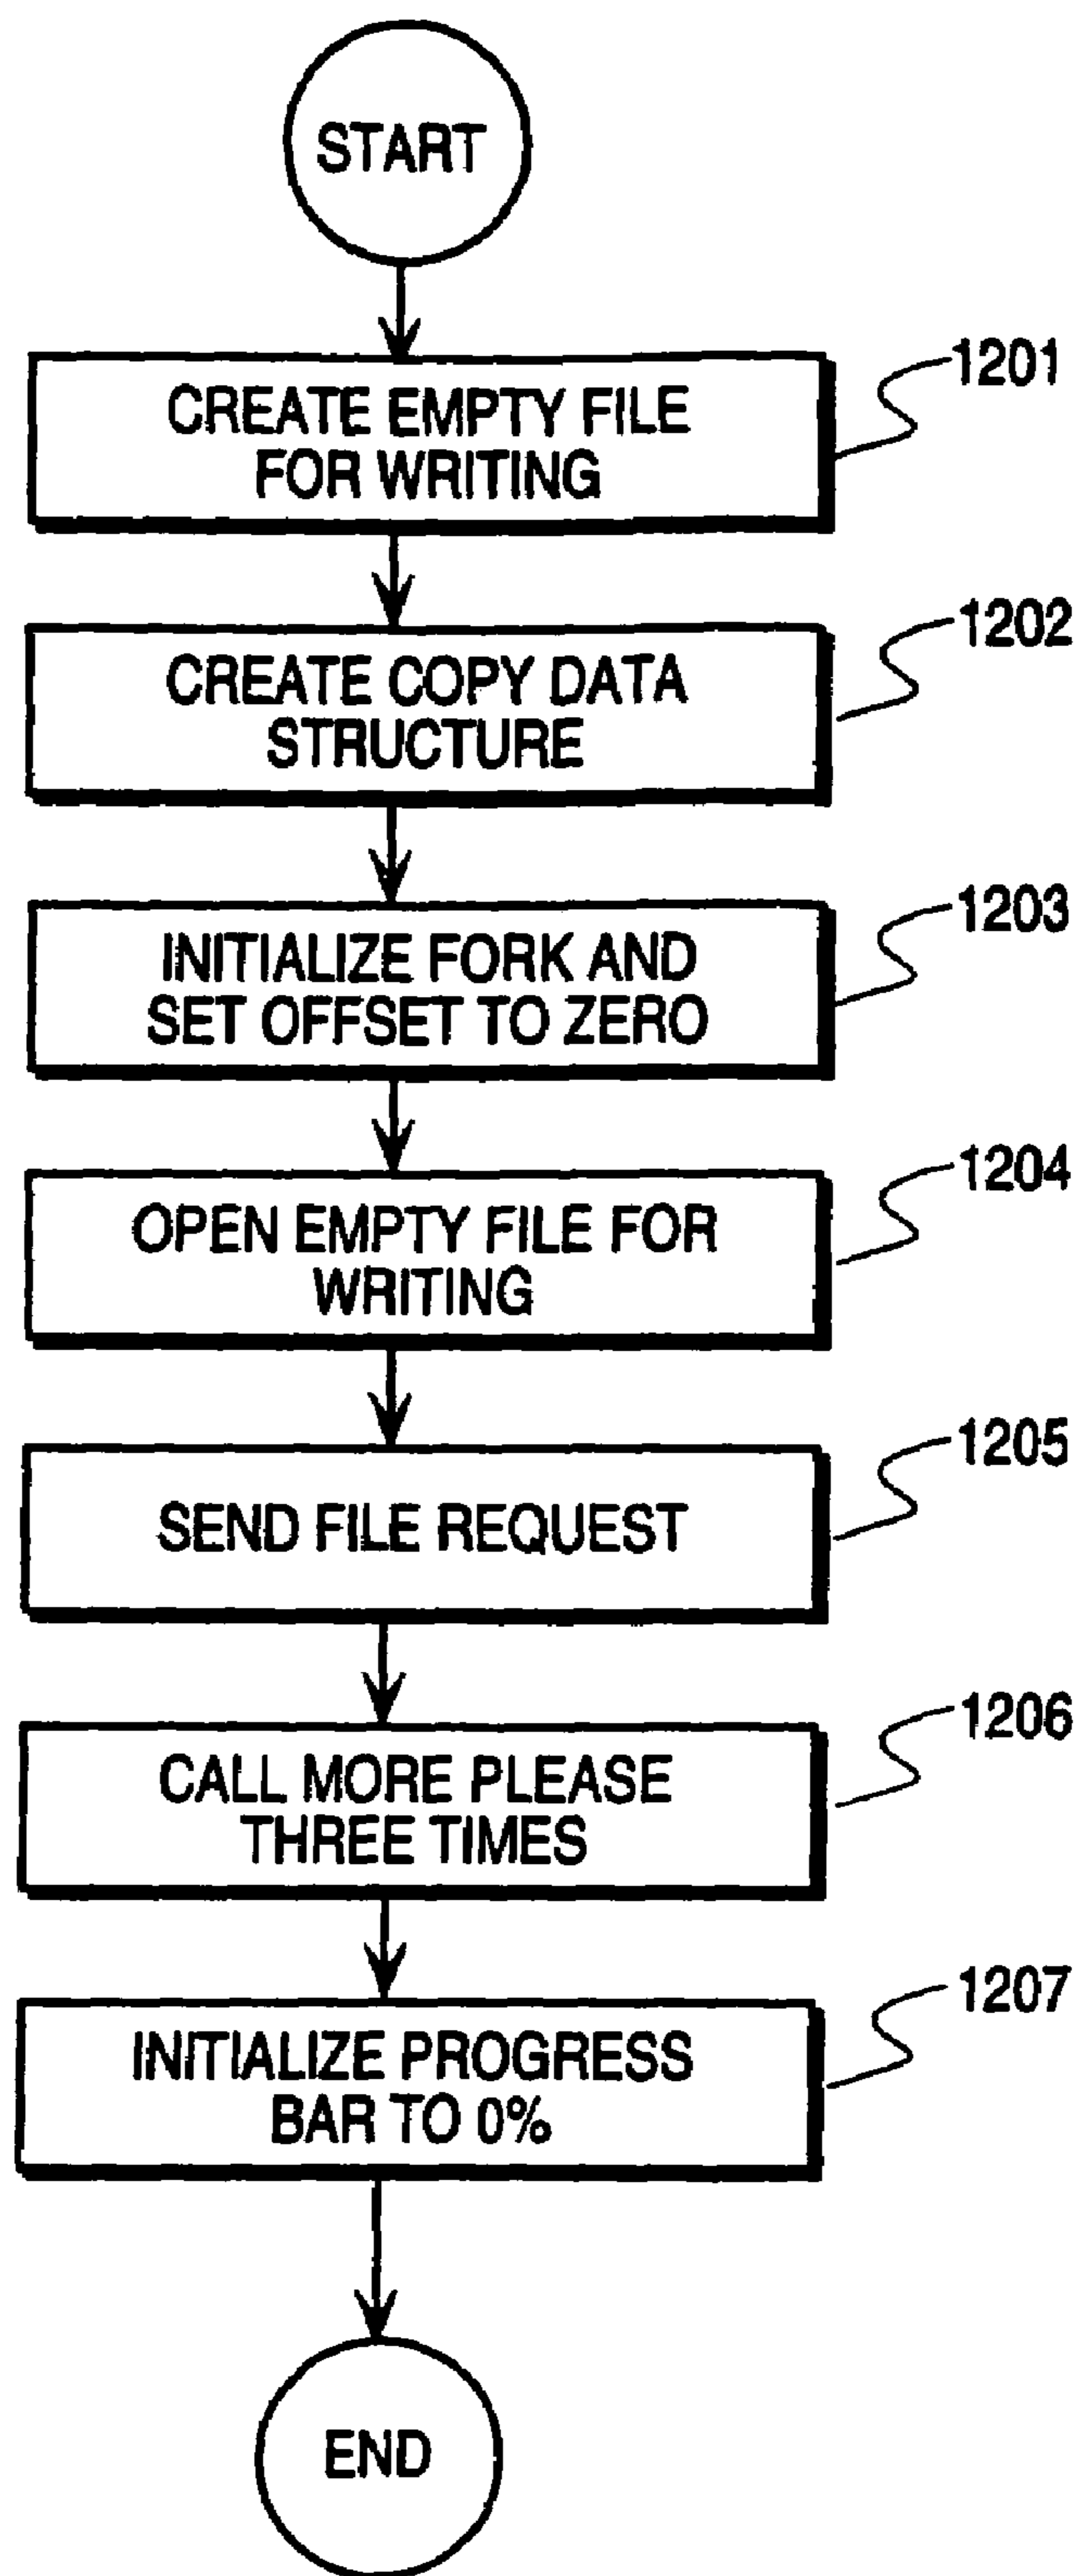 START
1201
CREATE EMPTY FILE
FOR WRITING
1202
CREATE COPY DATA
STRUCTURE
1203
INITIALIZE FORK AND
SET OFFSET TO ZERO
1204
OPEN EMPTY FILE FOR
WRITING
1205
SEND FILE REQUEST
1206
CALL MORE PLEASE
THREE TIMES
1207
INITIALIZE PROGRESS
BAR TO 0%
END